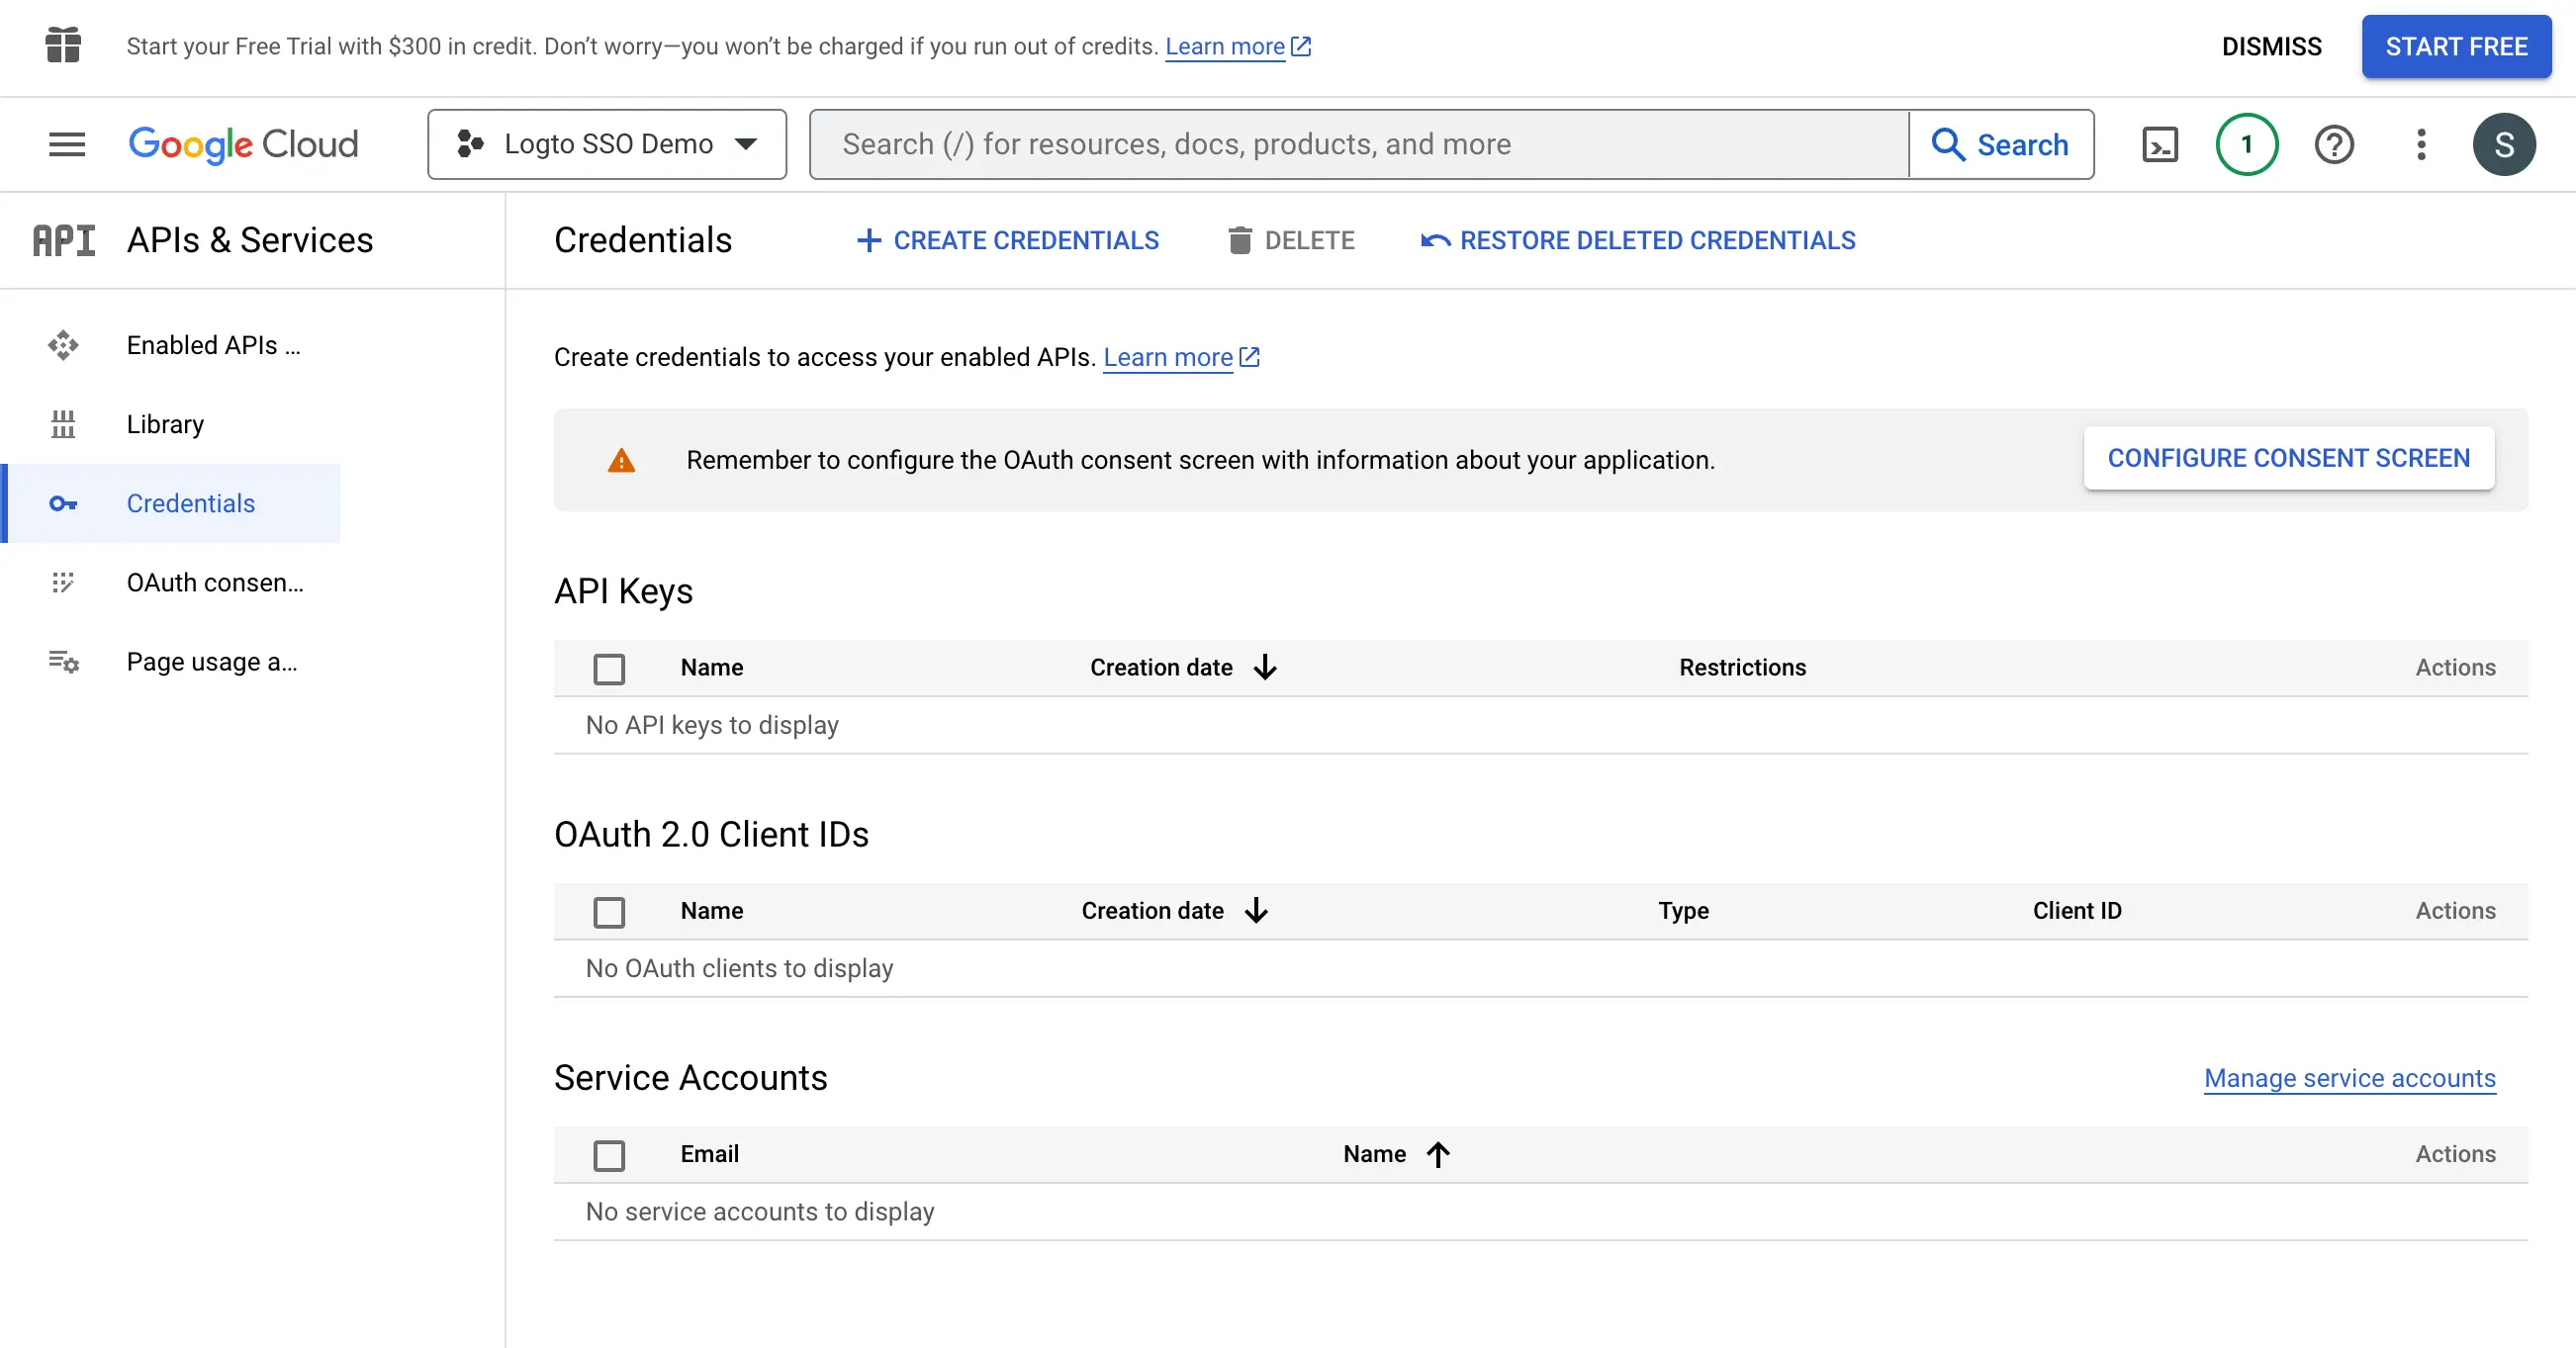 Start your Free Trial with $300 in credit. Don’t worry—you won’t be charged if you run out of credits. Learn more
DISMISS
START FREE
Google Cloud
Logto SSO Demo
Search (/) for resources, docs, products, and more
Search
1
S
API
APIs & Services
Credentials
CREATE CREDENTIALS
DELETE
RESTORE DELETED CREDENTIALS
Enabled APIs ...
Library
Credentials
OAuth consen...
Page usage a...
Create credentials to access your enabled APIs. Learn more
Remember to configure the OAuth consent screen with information about your application.
CONFIGURE CONSENT SCREEN
API Keys
Name Creation date Restrictions Actions
No API keys to display
OAuth 2.0 Client IDs
Name Creation date Type Client ID Actions
No OAuth clients to display
Service Accounts
Manage service accounts
Email Name Actions
No service accounts to display